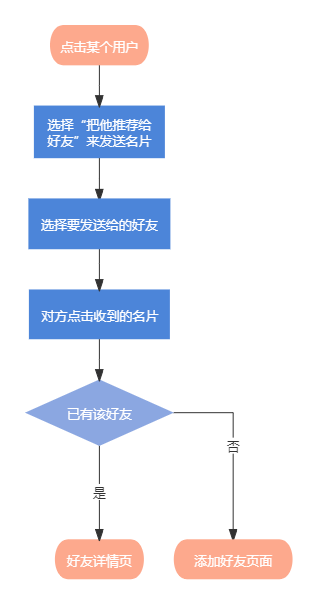 点击某个用户
选择“把他推荐给
好友”来发送名片
选择要发送给的好友
对方点击收到的名片
已有该好友
否
是
好友详情页
添加好友页面